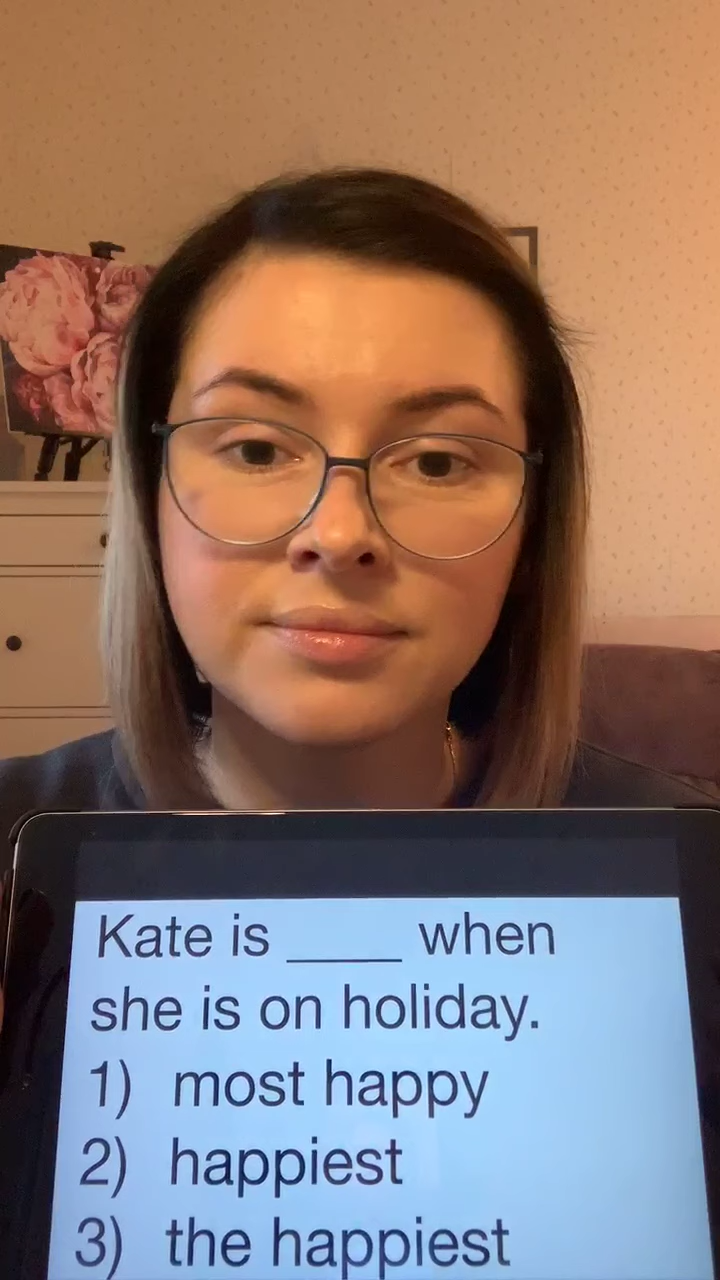 Kate is ____ when
she is on holiday.
1) most happy
2) happiest
3) the happiest